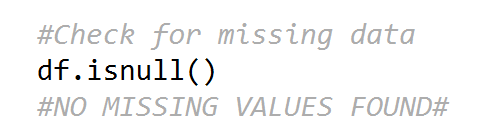 #Check for missing data
df.isnull()
#NO MISSING VALUES FOUND#